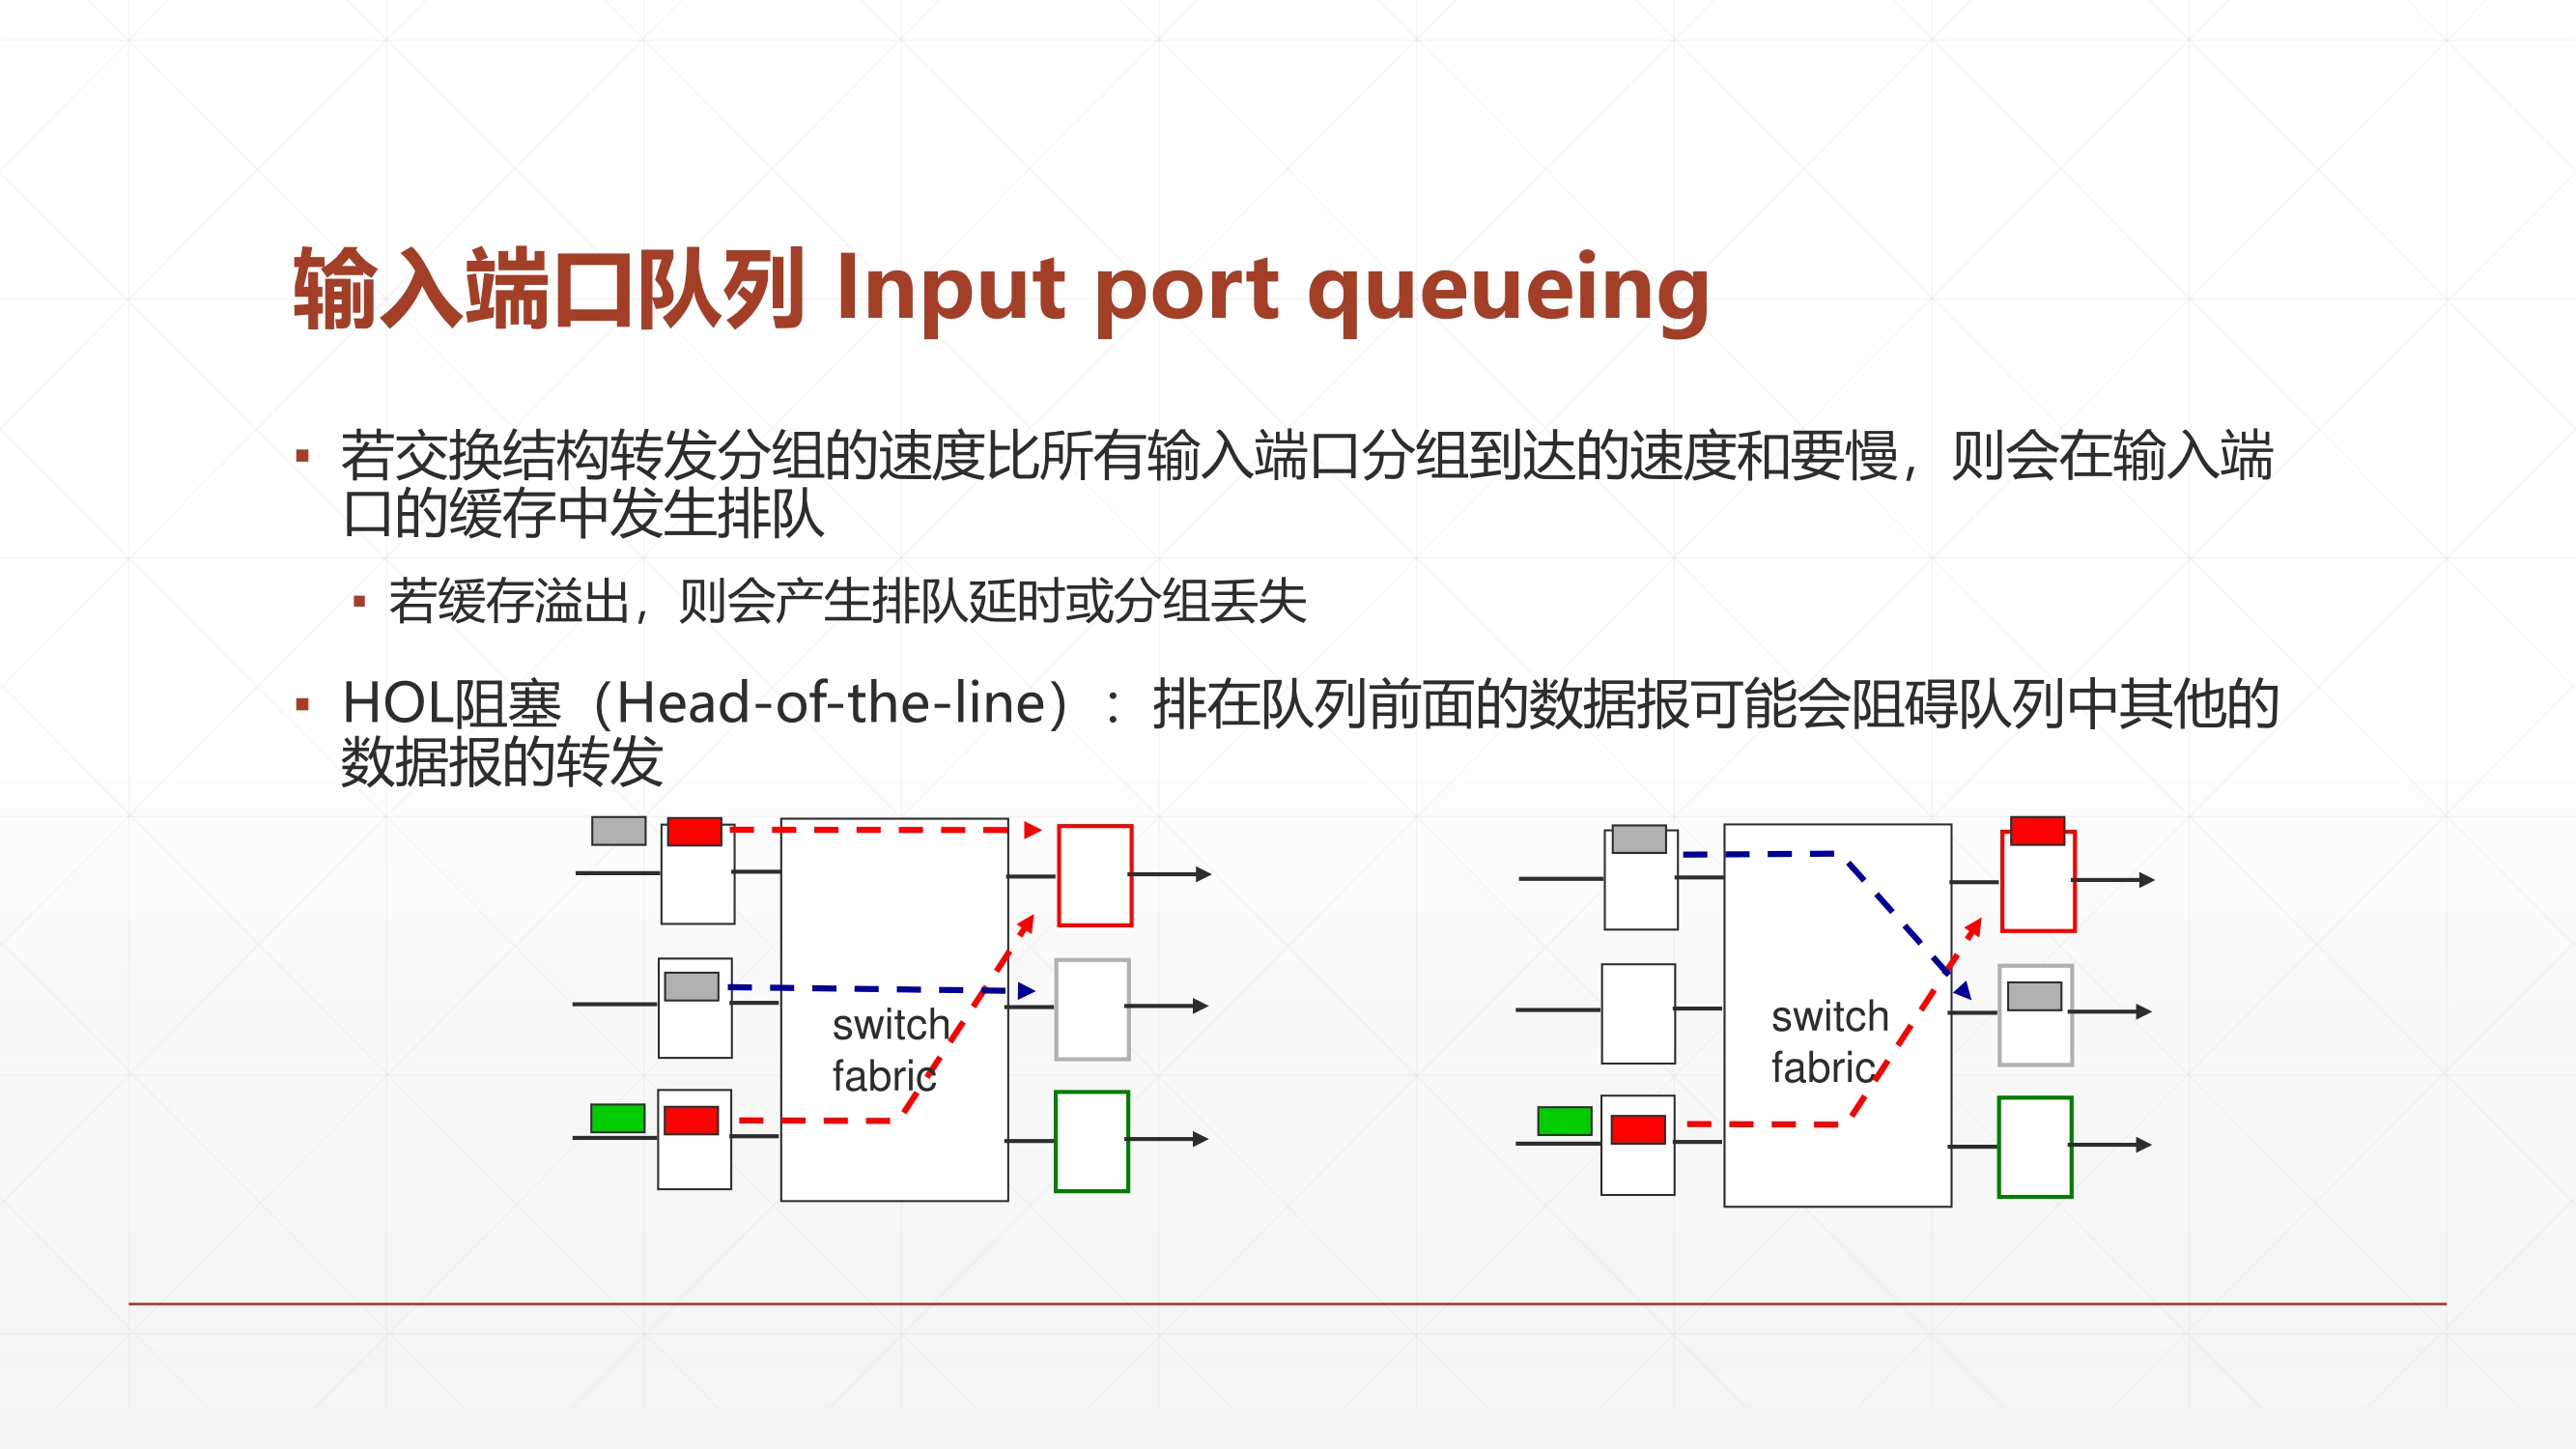 输入端口队列 Input port queueing
若交换结构转发分组的速度比所有输入端口分组到达的速度和要慢，则会在输入端
口的缓存中发生排队
若缓存溢出，则会产生排队延时或分组丢失
HOL阻塞（Head-of-the-line）：排在队列前面的数据报可能会阻碍队列中其他的
数据报的转发
switch
fabric
switch
fabric